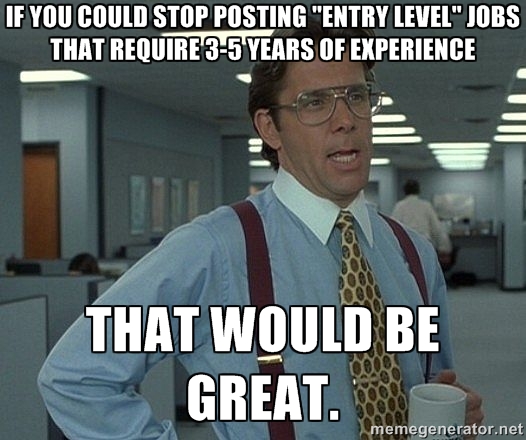 IF YOU COULD STOP POSTING "ENTRY LEVEL" JOBS
THAT REQUIRE 3-5 YEARS OF EXPERIENCE
THAT WOULD BE
GREAT.
memegenerator.net